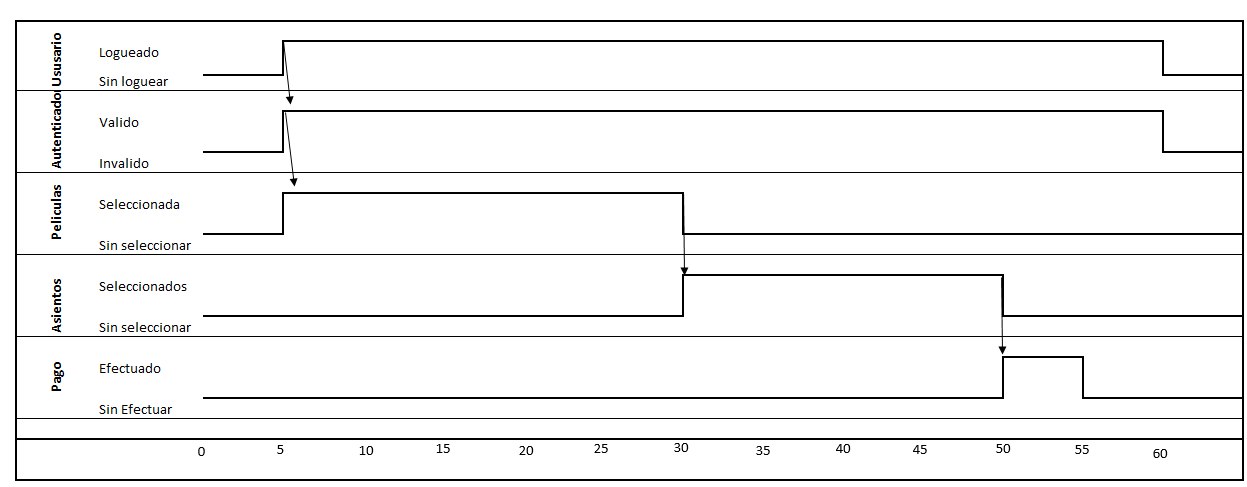 Ususario
Logueado
Sin loguear
Autenticador
Valido
Invalido
Peliculas
Seleccionada
Sin seleccionar
Asientos
Seleccionados
Sin seleccionar
Pago
Efectuado
Sin Efectuar
0 5 10 15 20 25 30 35 40 45 50 55 60